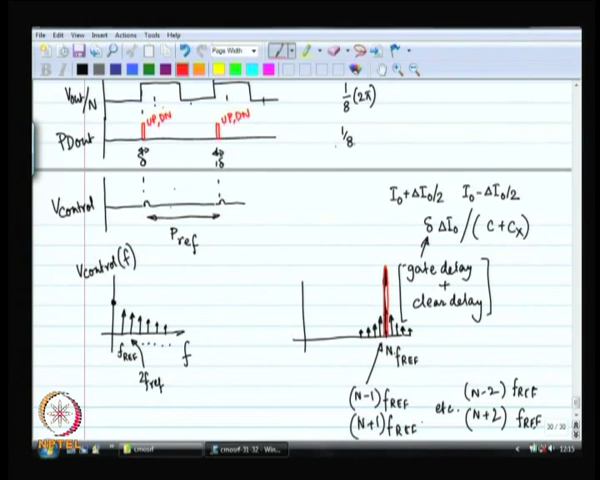 File Edit View Insert Actions Tools Help
Page Width
B I
Vout/N
1/8 (2π)
UP, DN UP, DN
PDout
1/8
δ δ
I₀+ΔI₀/2 I₀-ΔI₀/2
Vcontrol
δ ΔI₀/(C+Cx)
Pref
Vcontrol(f)
[gate delay
+
clear delay]
fREF f
N.fREF
2fref
(N-1)fREF etc. (N-2) fREF
(N+1)fREF. (N+2) fREF
30/30
NPTEL
cmosrf
cmosrf-31-32 - Win...
12:15